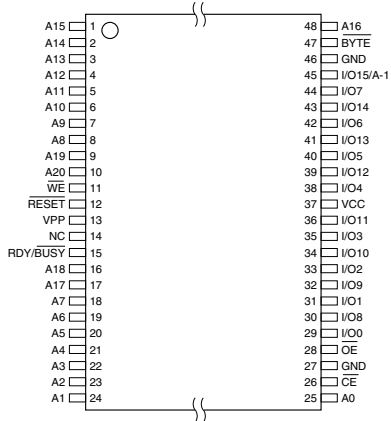 A15 1 48 A16
A14 2 47 BYTE
A13 3 46 GND
A12 4 45 I/O15/A-1
A11 5 44 I/O7
A10 6 43 I/O14
A9 7 42 I/O6
A8 8 41 I/O13
A19 9 40 I/O5
A20 10 39 I/O12
WE 11 38 I/O4
RESET 12 37 VCC
VPP 13 36 I/O11
NC 14 35 I/O3
RDY/BUSY 15 34 I/O10
A18 16 33 I/O2
A17 17 32 I/O9
A7 18 31 I/O1
A6 19 30 I/O8
A5 20 29 I/O0
A4 21 28 OE
A3 22 27 GND
A2 23 26 CE
A1 24 25 A0